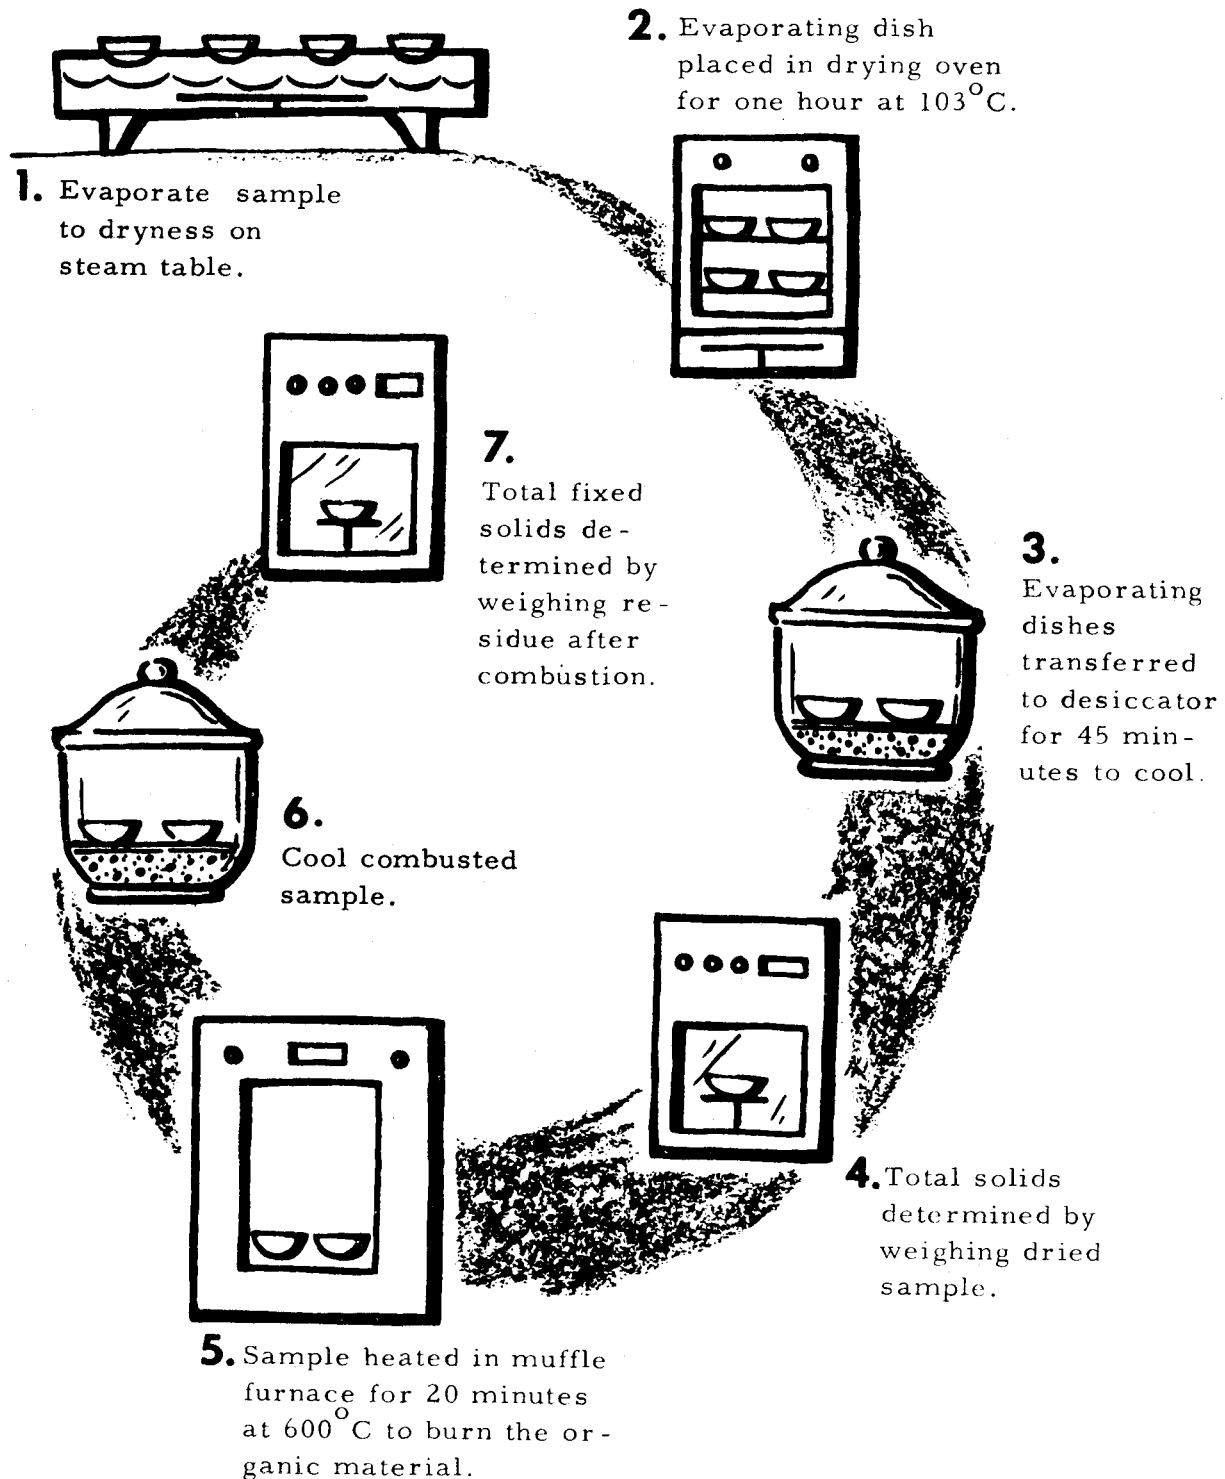 1. Evaporate sample
to dryness on
steam table.
2. Evaporating dish
placed in drying oven
for one hour at 103°C.
3.
Evaporating
dishes
transferred
to desiccator
for 45 min-
utes to cool.
4. Total solids
determined by
weighing dried
sample.
5. Sample heated in muffle
furnace for 20 minutes
at 600°C to burn the or-
ganic material.
6.
Cool combusted
sample.
7.
Total fixed
solids de-
termined by
weighing re-
sidue after
combustion.